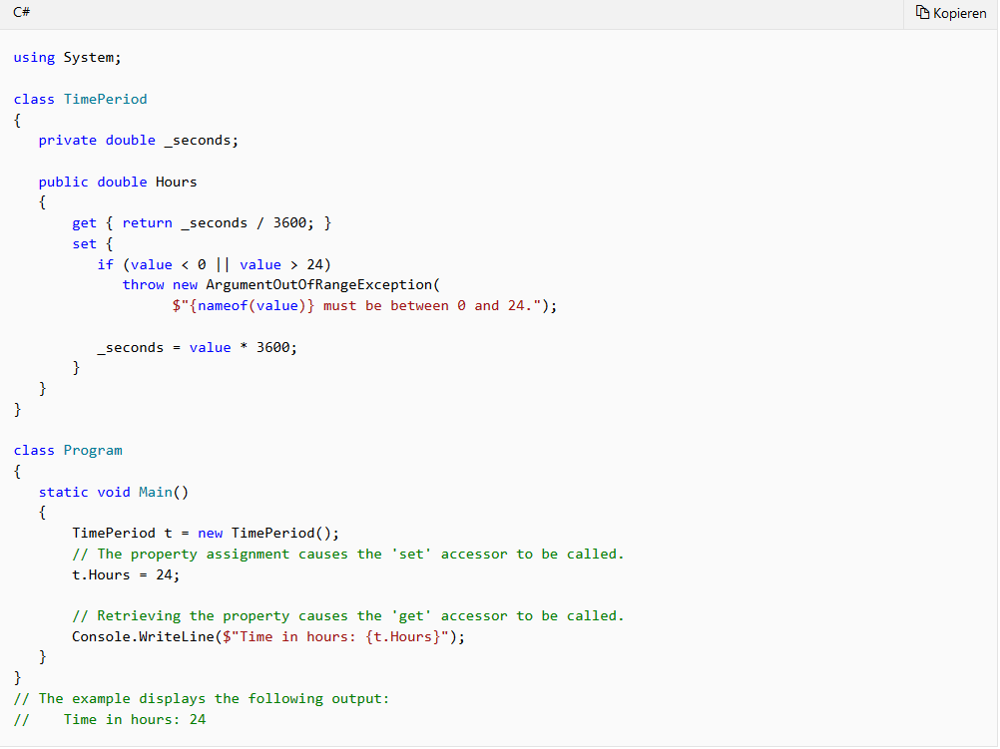 C#
Kopieren
using System;
class TimePeriod
{
   private double _seconds;
   public double Hours
   {
       get { return _seconds / 3600; }
       set {
          if (value < 0 || value > 24)
             throw new ArgumentOutOfRangeException(
                   $"{nameof(value)} must be between 0 and 24.");
          _seconds = value * 3600;
       }
   }
}
class Program
{
   static void Main()
   {
       TimePeriod t = new TimePeriod();
       // The property assignment causes the 'set' accessor to be called.
       t.Hours = 24;
       // Retrieving the property causes the 'get' accessor to be called.
       Console.WriteLine($"Time in hours: {t.Hours}");
   }
}
// The example displays the following output:
//    Time in hours: 24